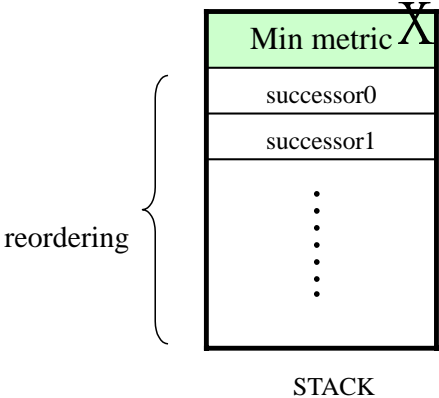 Min metric X
successor0
successor1
reordering
STACK